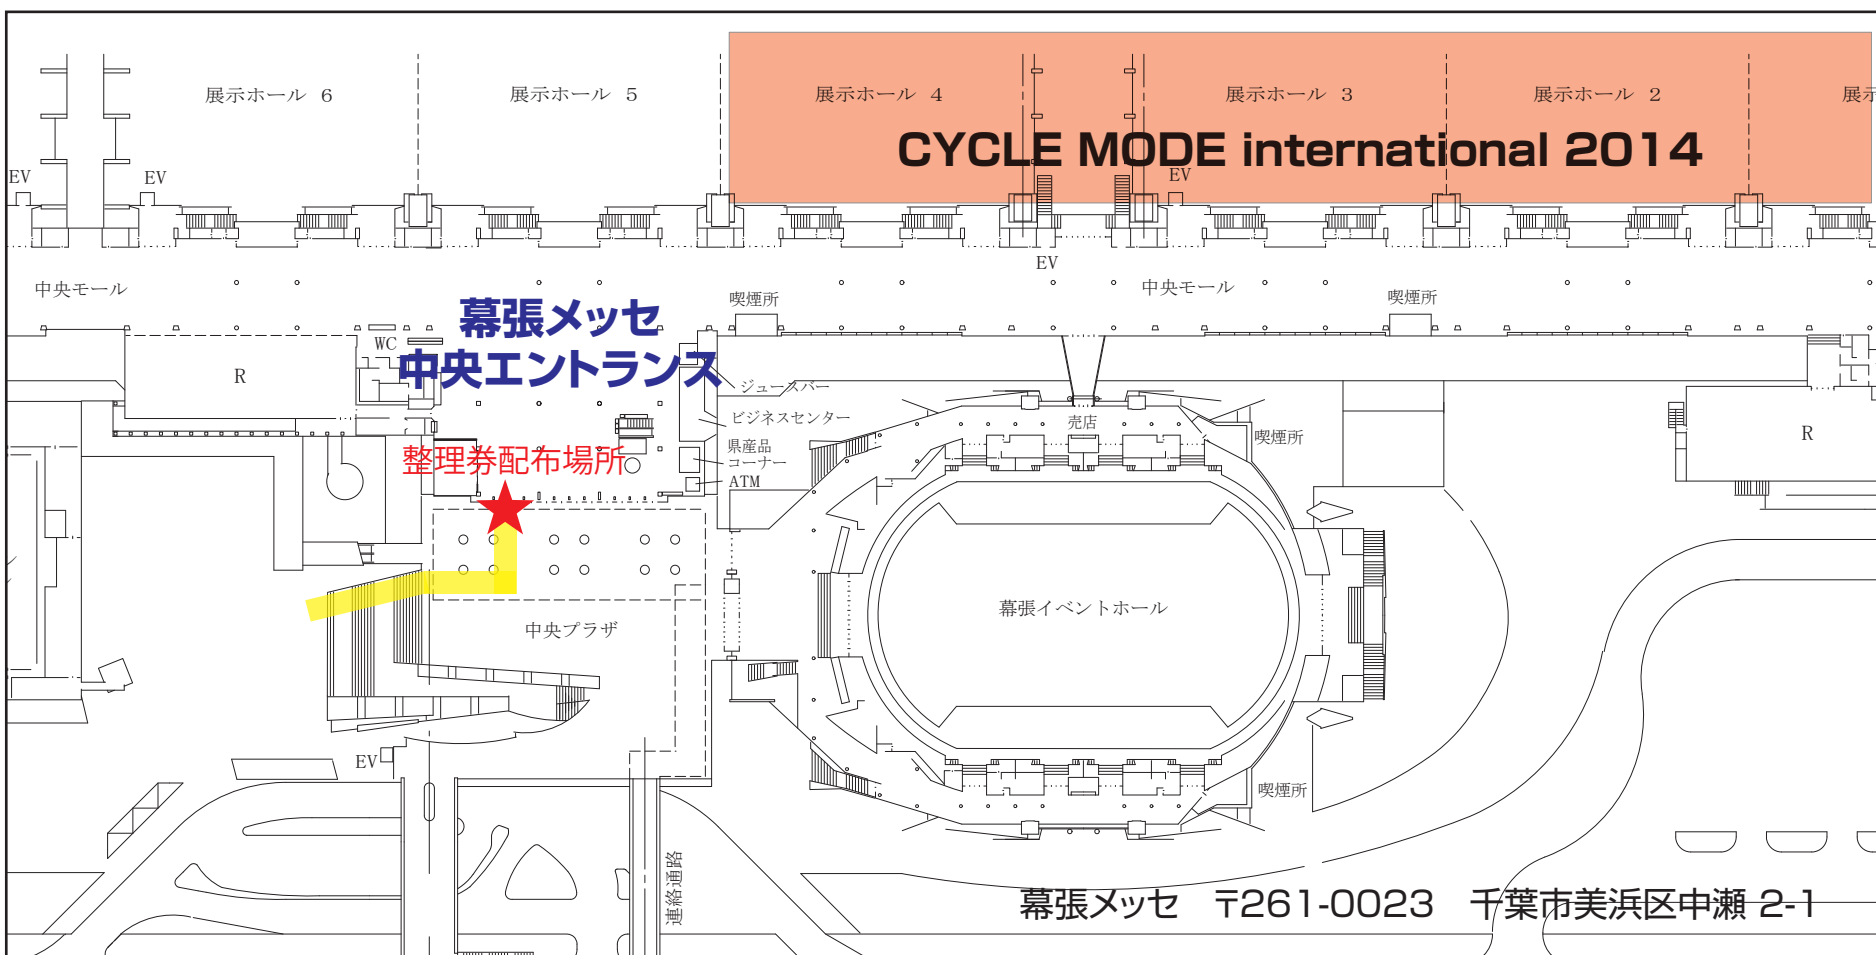 展示ホール 6
展示ホール 5
展示ホール 4
展示ホール 3
展示ホール 2
展示
CYCLE MODE international 2014
EV
EV
EV
EV
中央モール
中央モール
喫煙所
喫煙所
幕張メッセ
中央エントランス
WC
R
ジュースバー
ビジネスセンター
県産品
コーナー
ATM
売店
喫煙所
R
整理券配布場所
幕張イベントホール
中央プラザ
EV
喫煙所
連絡通路
幕張メッセ 〒261-0023 千葉市美浜区中瀬 2-1